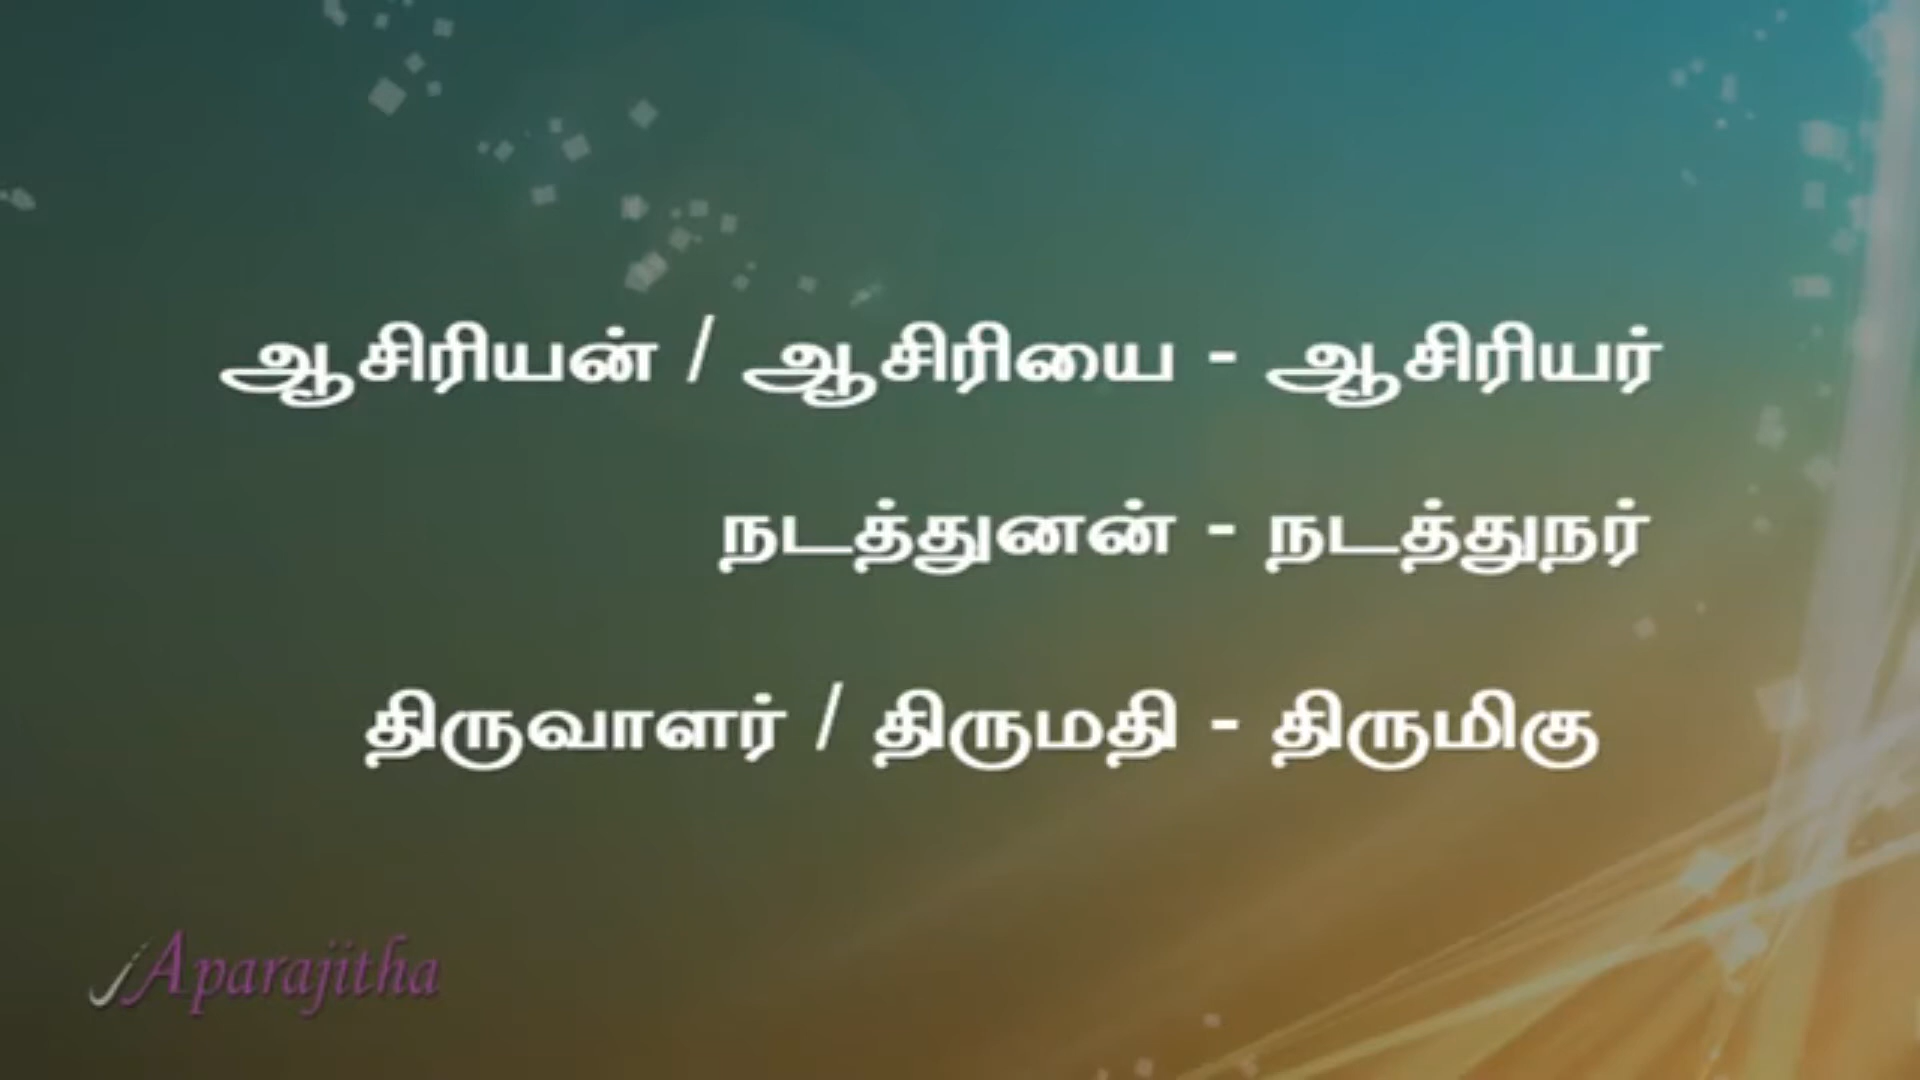 ஆசிரியன் / ஆசிரியை - ஆசிரியர்
நடத்துனன் - நடத்துநர்
திருவாளர் / திருமதி - திருமிகு
Aparajitha